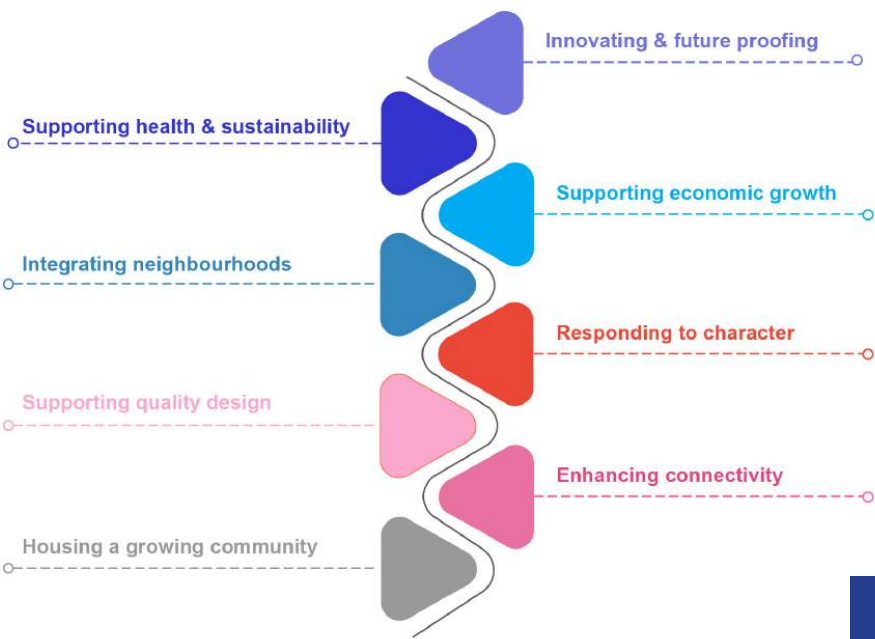 Innovating & future proofing
Supporting health & sustainability
Supporting economic growth
Integrating neighbourhoods
Responding to character
Supporting quality design
Enhancing connectivity
Housing a growing community